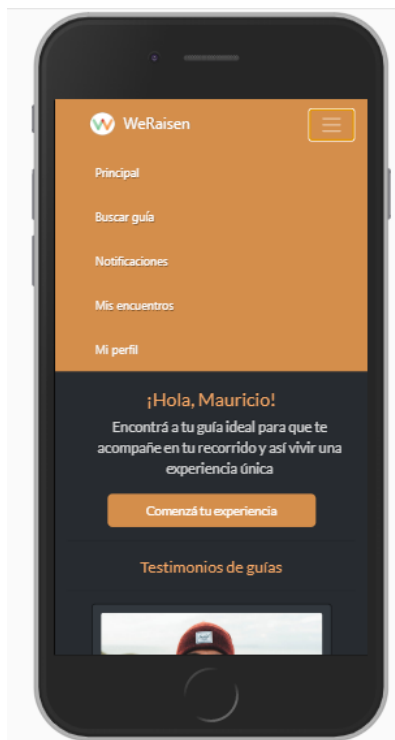 WeRaisen
Principal
Buscar guía
Notificaciones
Mis encuentros
Mi perfil
¡Hola, Mauricio!
Encontrá a tu guía ideal para que te
acompañe en tu recorrido y así vivir una
experiencia única
Comenzá tu experiencia
Testimonios de guías